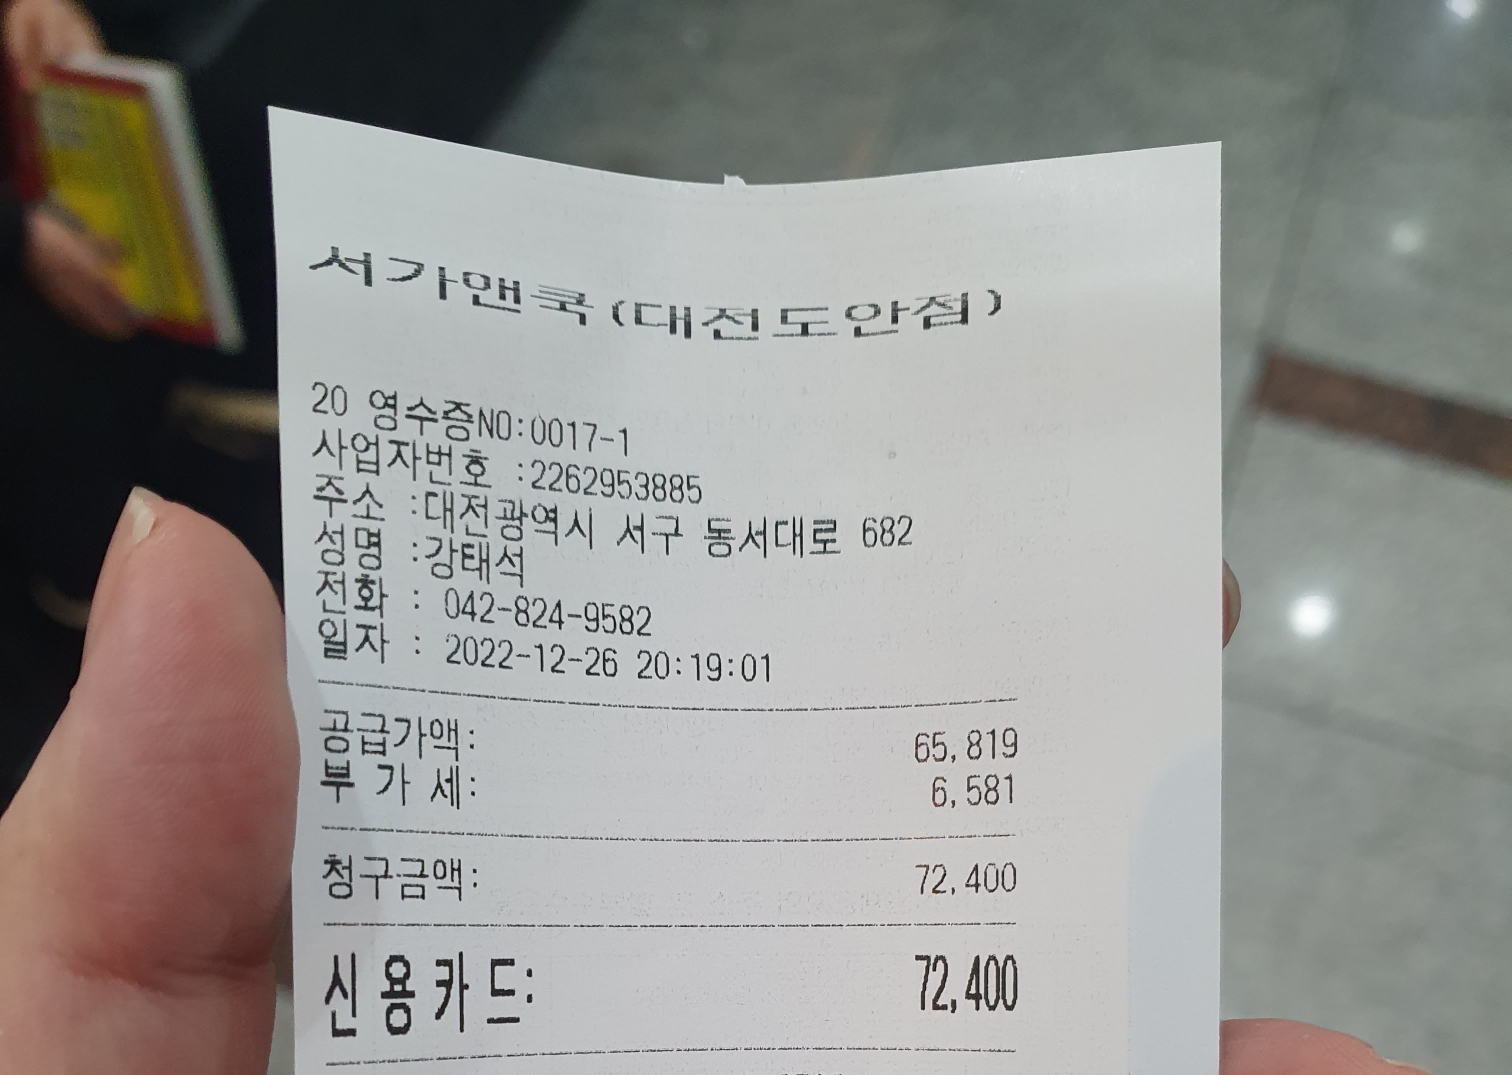 서가앤쿡(대전도안점)
20 영수증NO:0017-1
사업자번호 :2262953885
주소 :대전광역시 서구 동서대로 682
성명 :강태석
전화 : 042-824-9582
일자 : 2022-12-26 20:19:01
공급가액: 65,819
부 가 세: 6,581
청구금액: 72,400
신용카드: 72,400